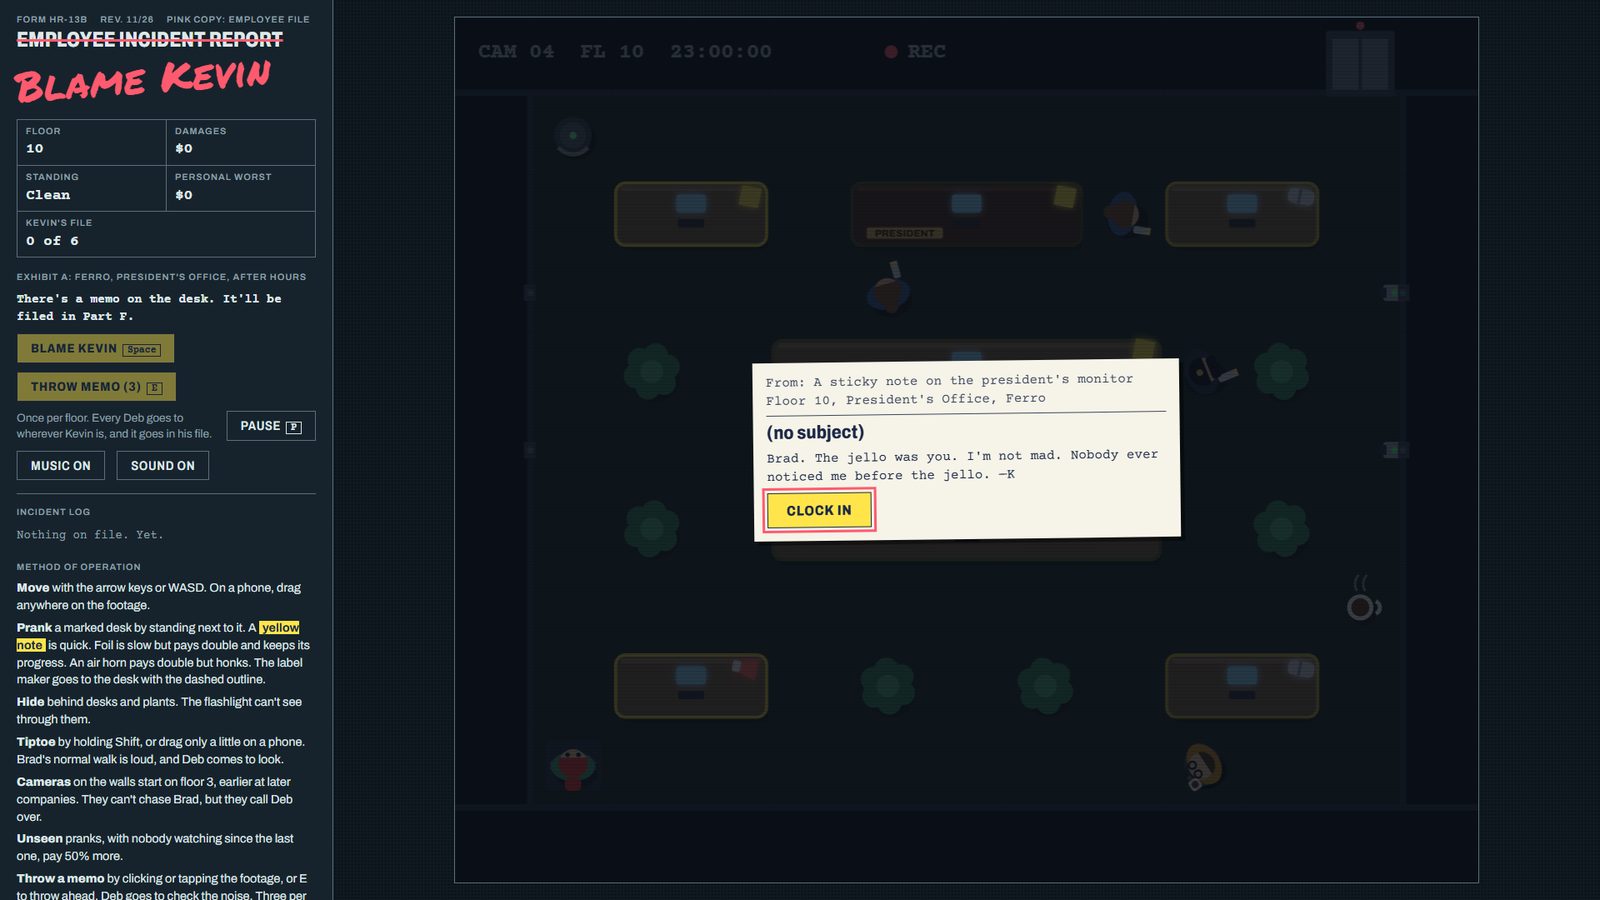 FORM HR-13B REV. 11/26 PINK COPY: EMPLOYEE FILE
EMPLOYEE INCIDENT REPORT
BLAME KEVIN
FLOOR
10
DAMAGES
$0
STANDING
Clean
PERSONAL WORST
$0
KEVIN'S FILE
0 of 6
EXHIBIT A: FERRO, PRESIDENT'S OFFICE, AFTER HOURS
There's a memo on the desk. It'll be
filed in Part F.
BLAME KEVIN Space
THROW MEMO (3) E
Once per floor. Every Deb goes to
wherever Kevin is, and it goes in his file.
PAUSE P
MUSIC ON
SOUND ON
INCIDENT LOG
Nothing on file. Yet.
METHOD OF OPERATION
Move with the arrow keys or WASD. On a phone, drag
anywhere on the footage.
Prank a marked desk by standing next to it. A yellow
note is quick. Foil is slow but pays double and keeps its
progress. An air horn pays double but honks. The label
maker goes to the desk with the dashed outline.
Hide behind desks and plants. The flashlight can't see
through them.
Tiptoe by holding Shift, or drag only a little on a phone.
Brad's normal walk is loud, and Deb comes to look.
Cameras on the walls start on floor 3, earlier at later
companies. They can't chase Brad, but they call Deb
over.
Unseen pranks, with nobody watching since the last
one, pay 50% more.
Throw a memo by clicking or tapping the footage, or E
to throw ahead. Deb goes to check the noise. Three per
CAM 04 FL 10 23:00:00 REC
PRESIDENT
From: A sticky note on the president's monitor
Floor 10, President's Office, Ferro
(no subject)
Brad. The jello was you. I'm not mad. Nobody ever
noticed me before the jello. —K
CLOCK IN